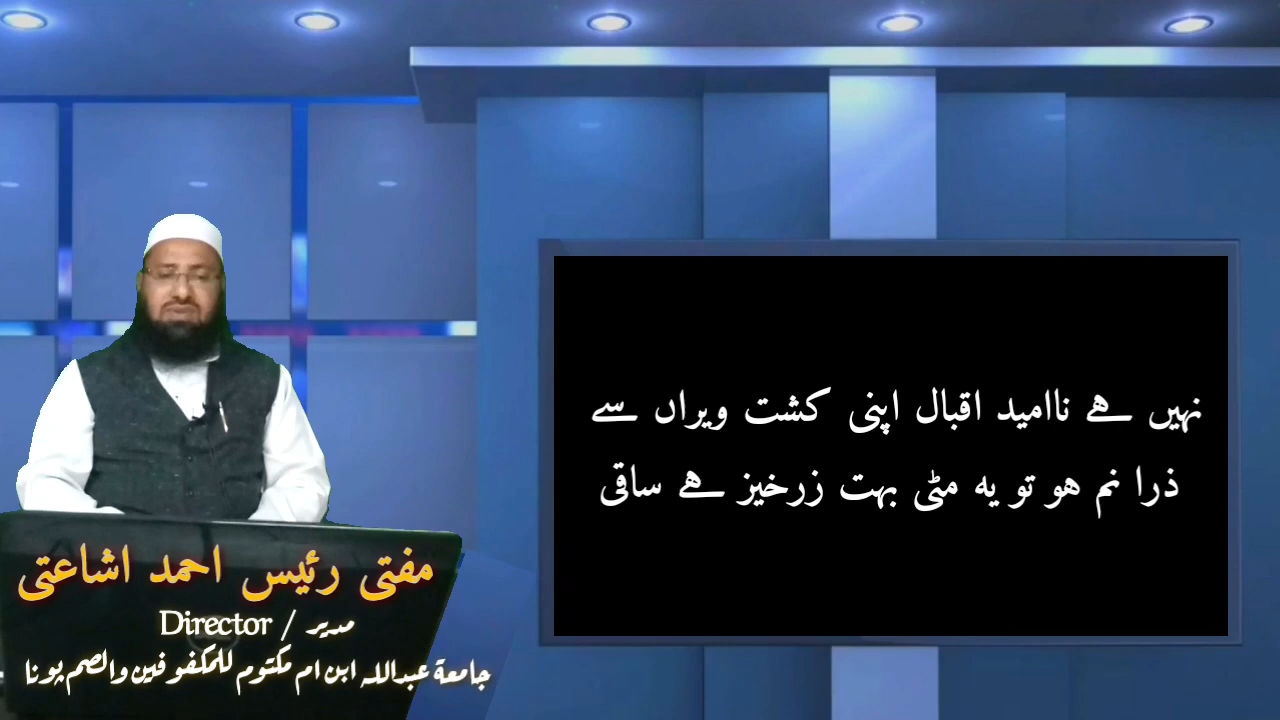 نہیں ہے ناامید اقبال اپنی کشت ویراں سے
ذرا نم ہو تو یہ مٹی بہت زرخیز ہے ساقی
مفتی رئیس احمد اشاعتی
مدیر / Director
جامعة عبداللہ ابن ام مکتوم للمکفوفین والصم پونا